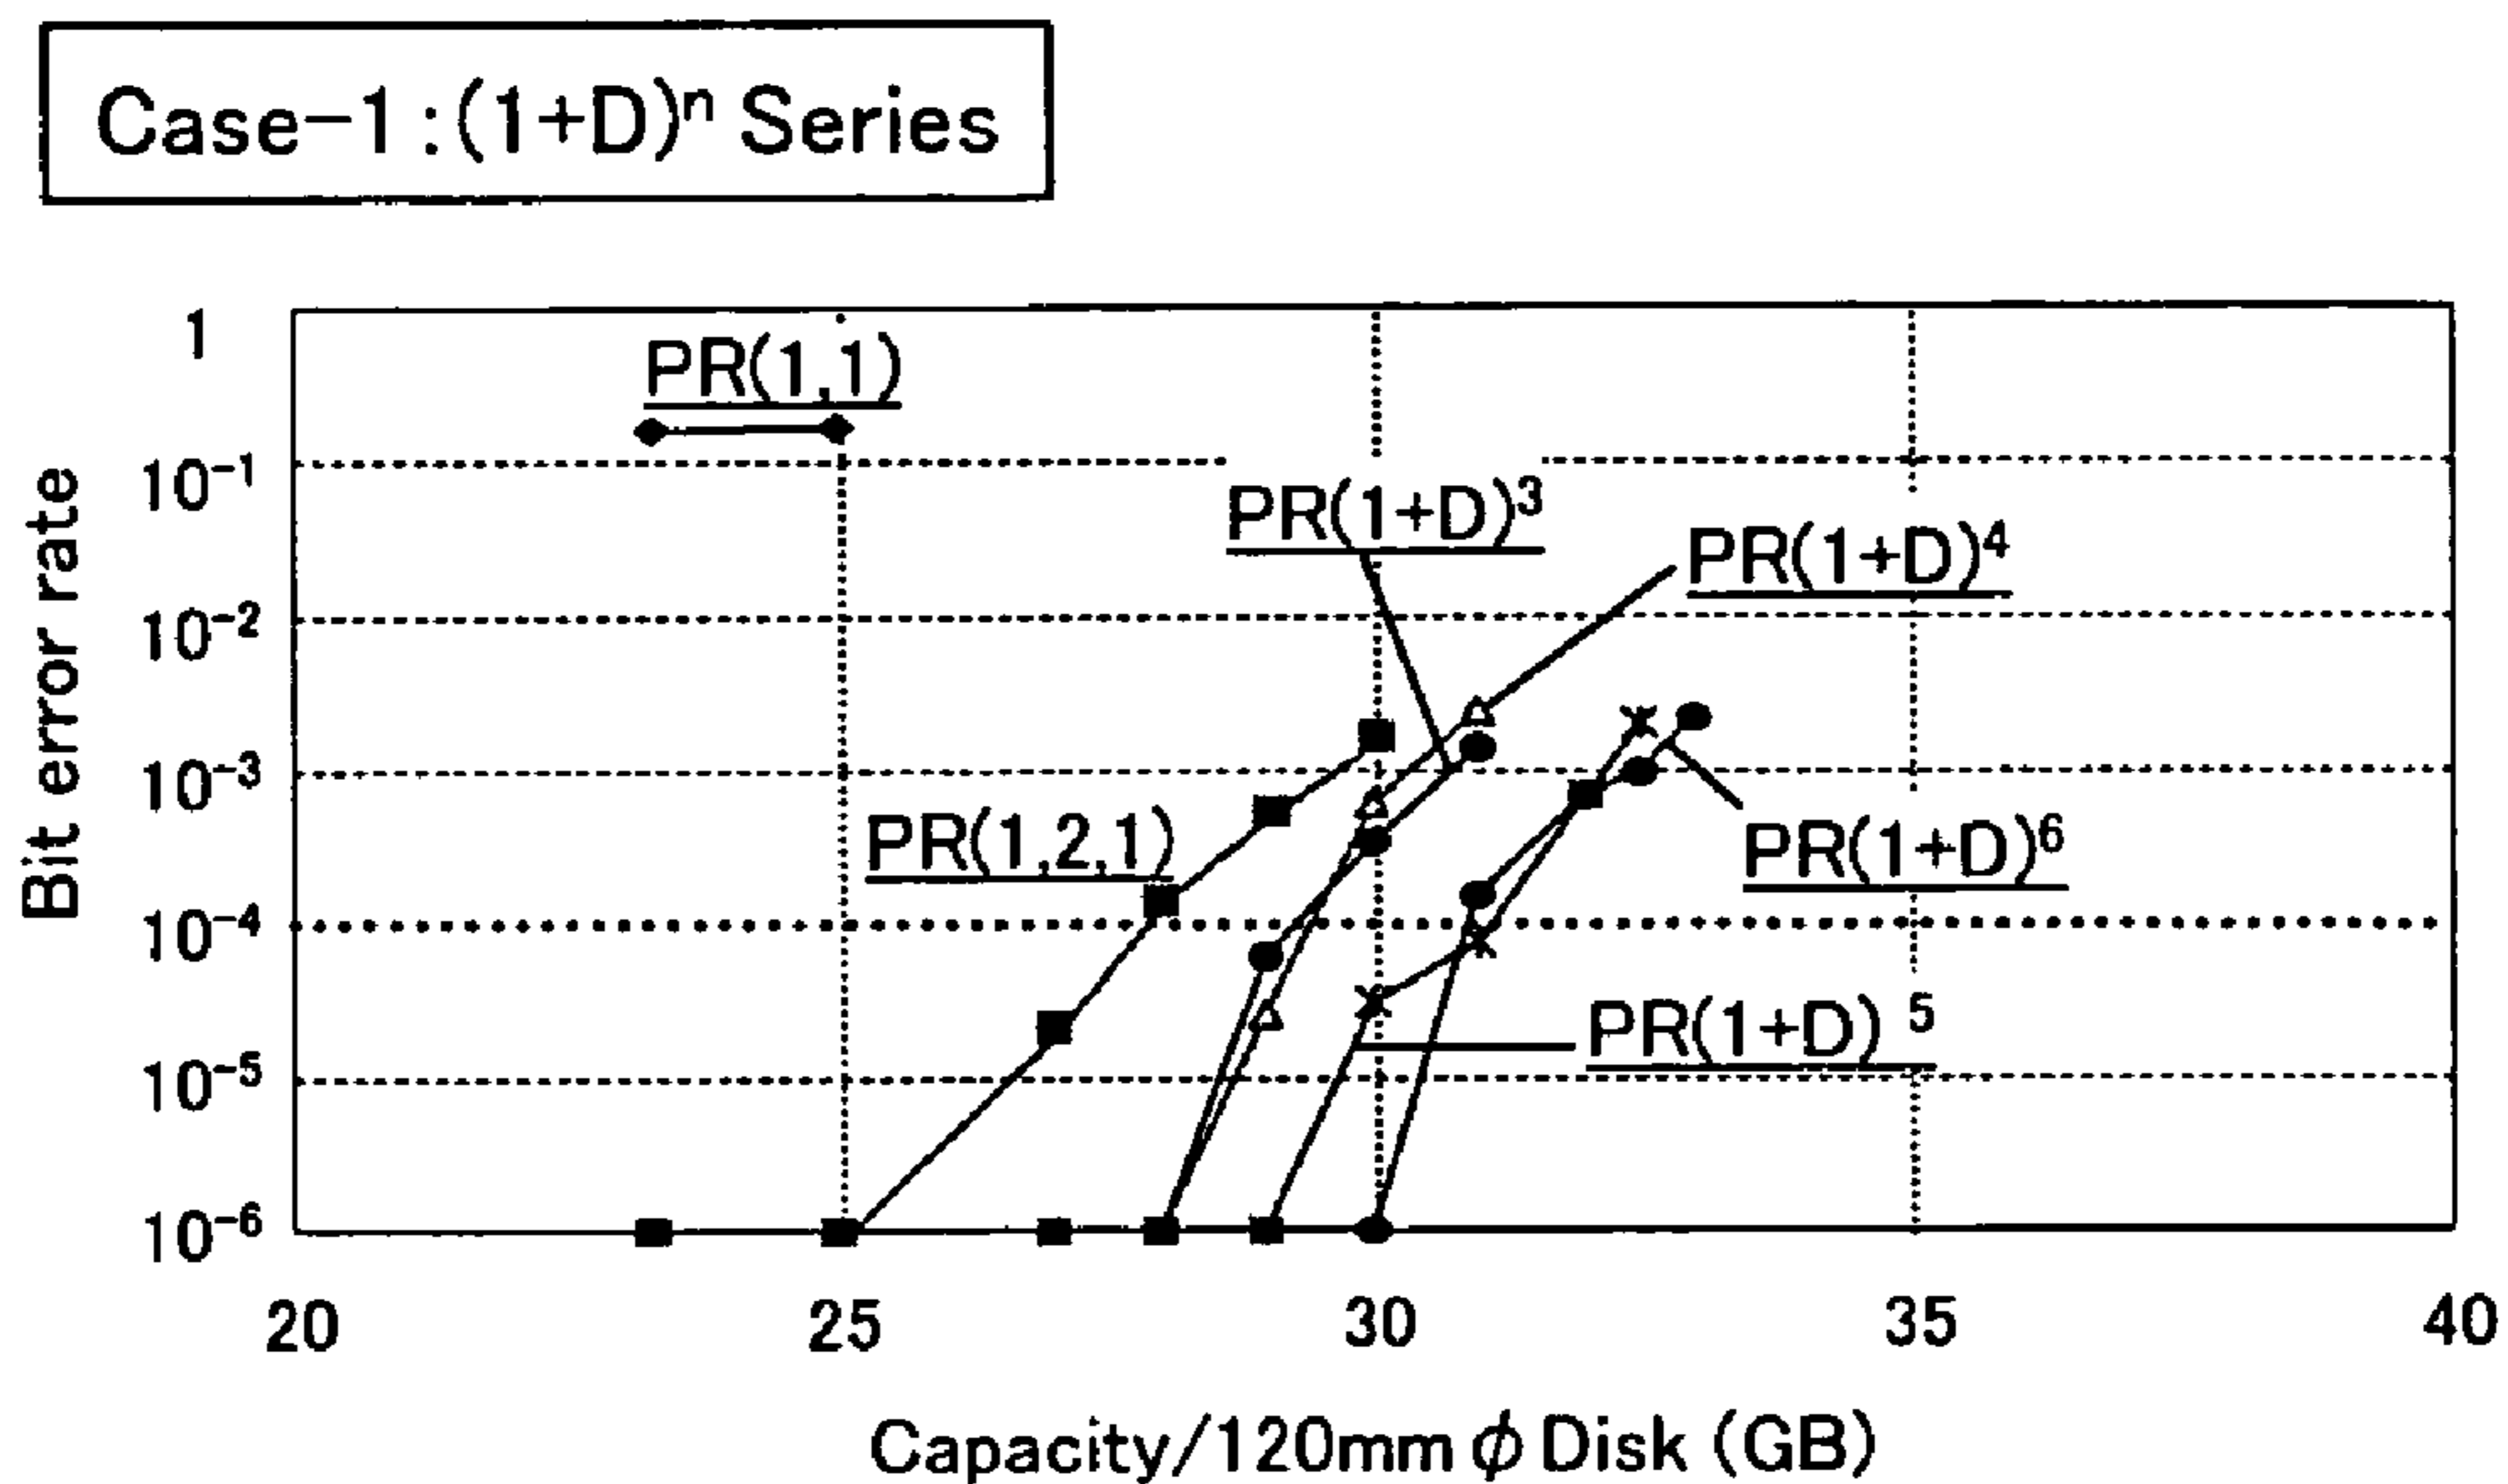 Case-1:(1+D)ⁿ Series
1
PR(1,1)
10⁻¹
PR(1+D)³
PR(1+D)⁴
10⁻²
10⁻³
PR(1,2,1)
PR(1+D)⁶
10⁻⁴
PR(1+D)⁵
10⁻⁵
10⁻⁶
Bit error rate
20 25 30 35 40
Capacity/120mmϕDisk(GB)